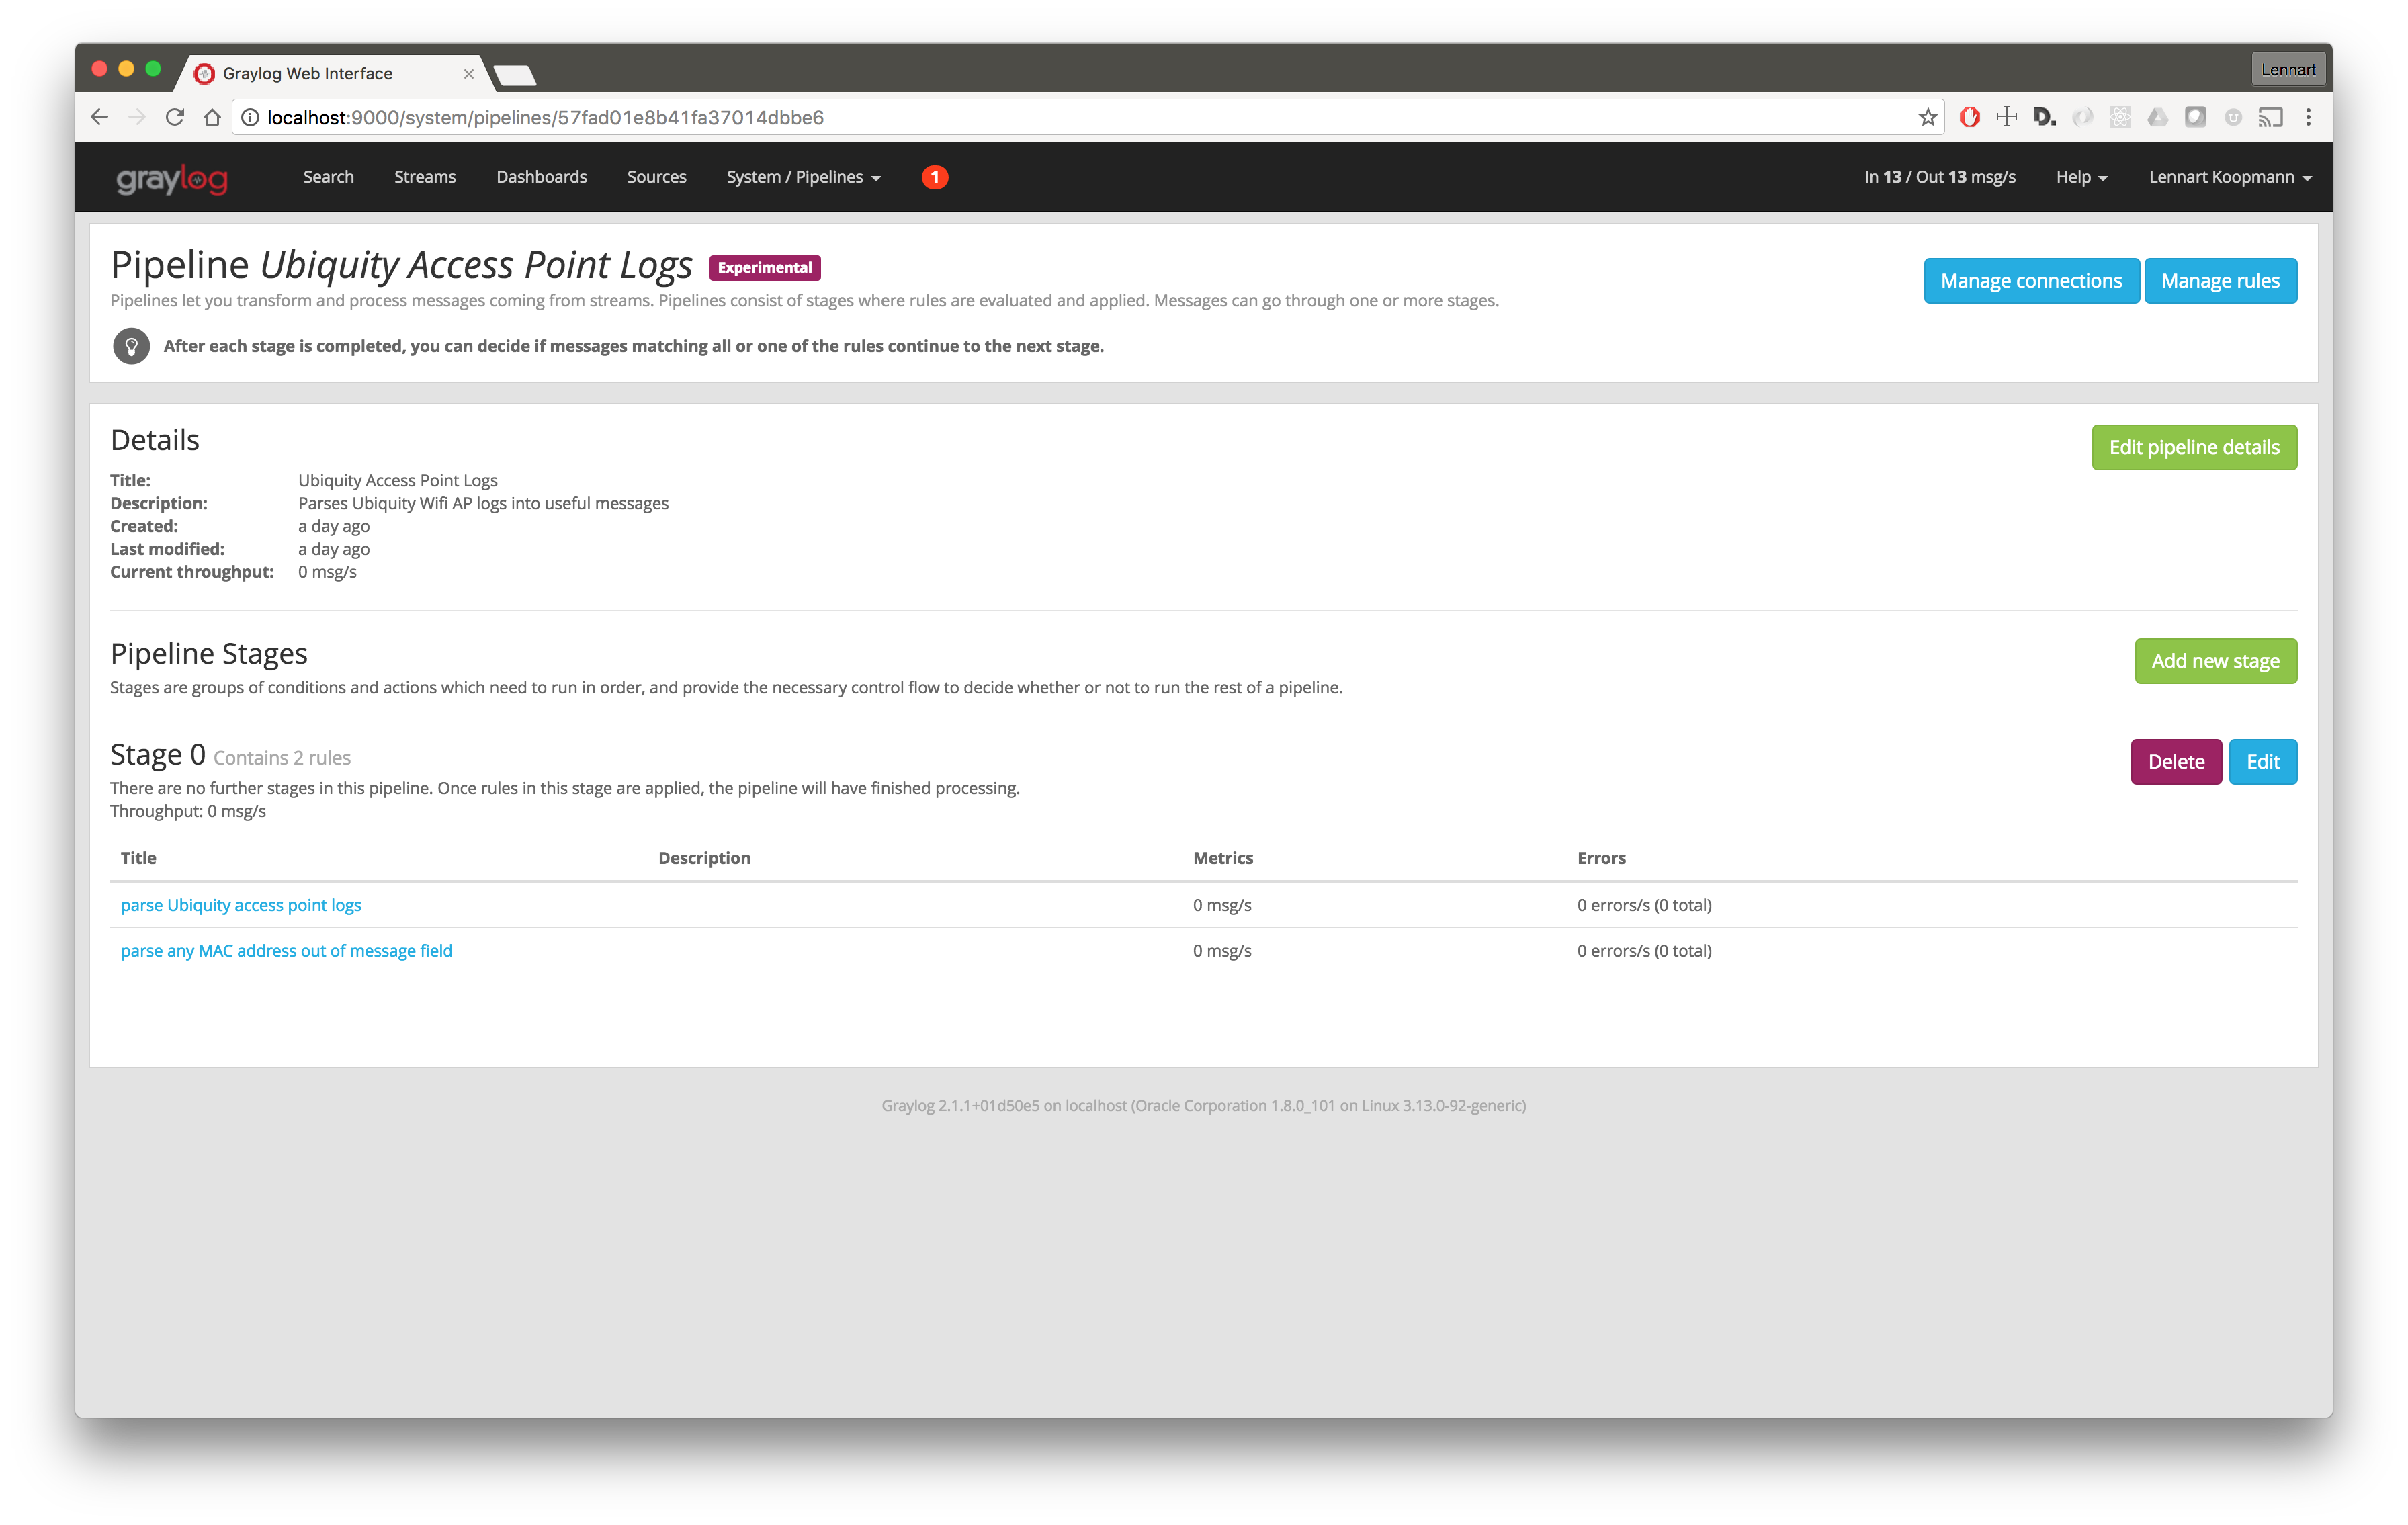 Graylog Web Interface
Lennart
localhost:9000/system/pipelines/57fad01e8b41fa37014dbbe6
D.
graylog Search Streams Dashboards Sources System / Pipelines 1 In 13 / Out 13 msg/s Help Lennart Koopmann
Pipeline Ubiquity Access Point Logs Experimental
Manage connections Manage rules
Pipelines let you transform and process messages coming from streams. Pipelines consist of stages where rules are evaluated and applied. Messages can go through one or more stages.
After each stage is completed, you can decide if messages matching all or one of the rules continue to the next stage.
Details
Edit pipeline details
Title: Ubiquity Access Point Logs
Description: Parses Ubiquity Wifi AP logs into useful messages
Created: a day ago
Last modified: a day ago
Current throughput: 0 msg/s
Pipeline Stages
Add new stage
Stages are groups of conditions and actions which need to run in order, and provide the necessary control flow to decide whether or not to run the rest of a pipeline.
Stage 0 Contains 2 rules
Delete Edit
There are no further stages in this pipeline. Once rules in this stage are applied, the pipeline will have finished processing.
Throughput: 0 msg/s
Title Description Metrics Errors
parse Ubiquity access point logs 0 msg/s 0 errors/s (0 total)
parse any MAC address out of message field 0 msg/s 0 errors/s (0 total)
Graylog 2.1.1+01d50e5 on localhost (Oracle Corporation 1.8.0_101 on Linux 3.13.0-92-generic)